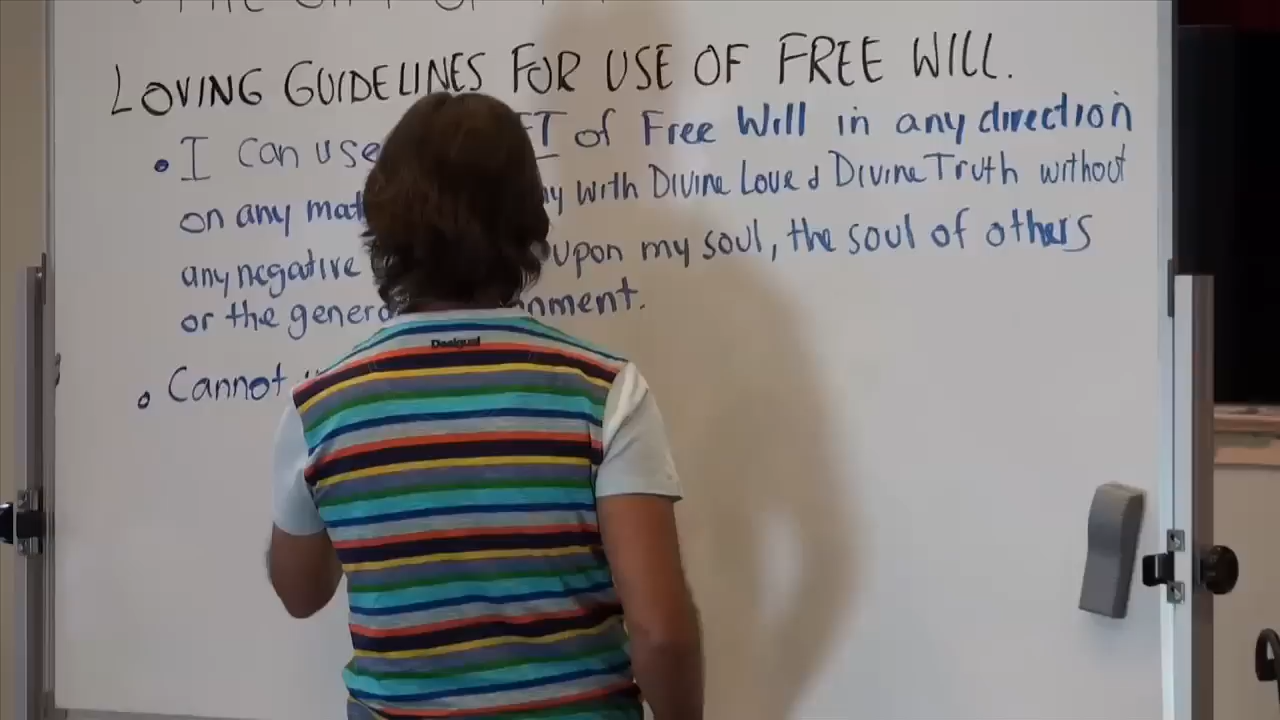 LOVING GUIDELINES FOR USE OF FREE WILL.
• I can use of Free Will in any direction
on any with Divine Love & Divine Truth without
any negative upon my soul, the soul of others
or the
• Cannot
Desigual